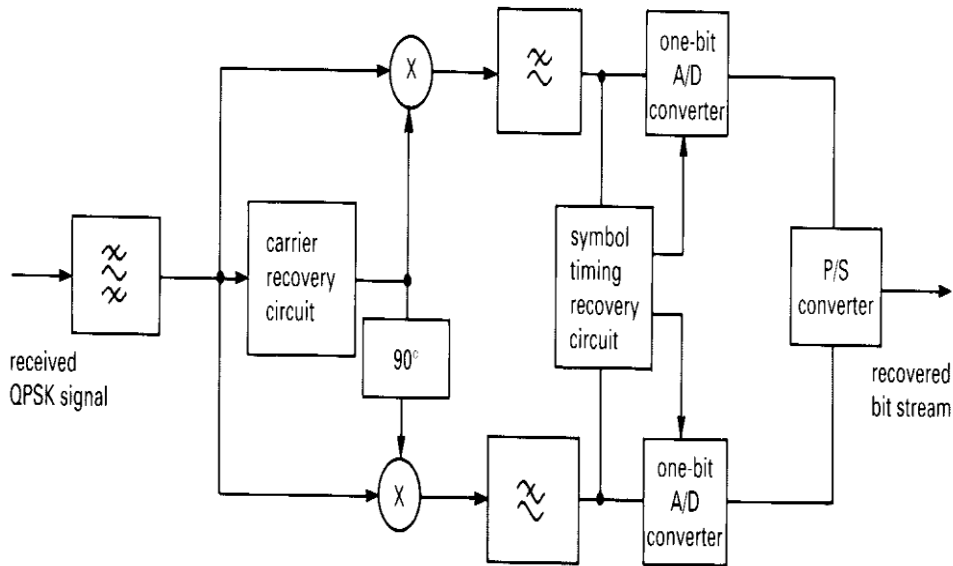 received
QPSK signal
carrier
recovery
circuit
X
90°
X
symbol
timing
recovery
circuit
one-bit
A/D
converter
one-bit
A/D
converter
P/S
converter
recovered
bit stream